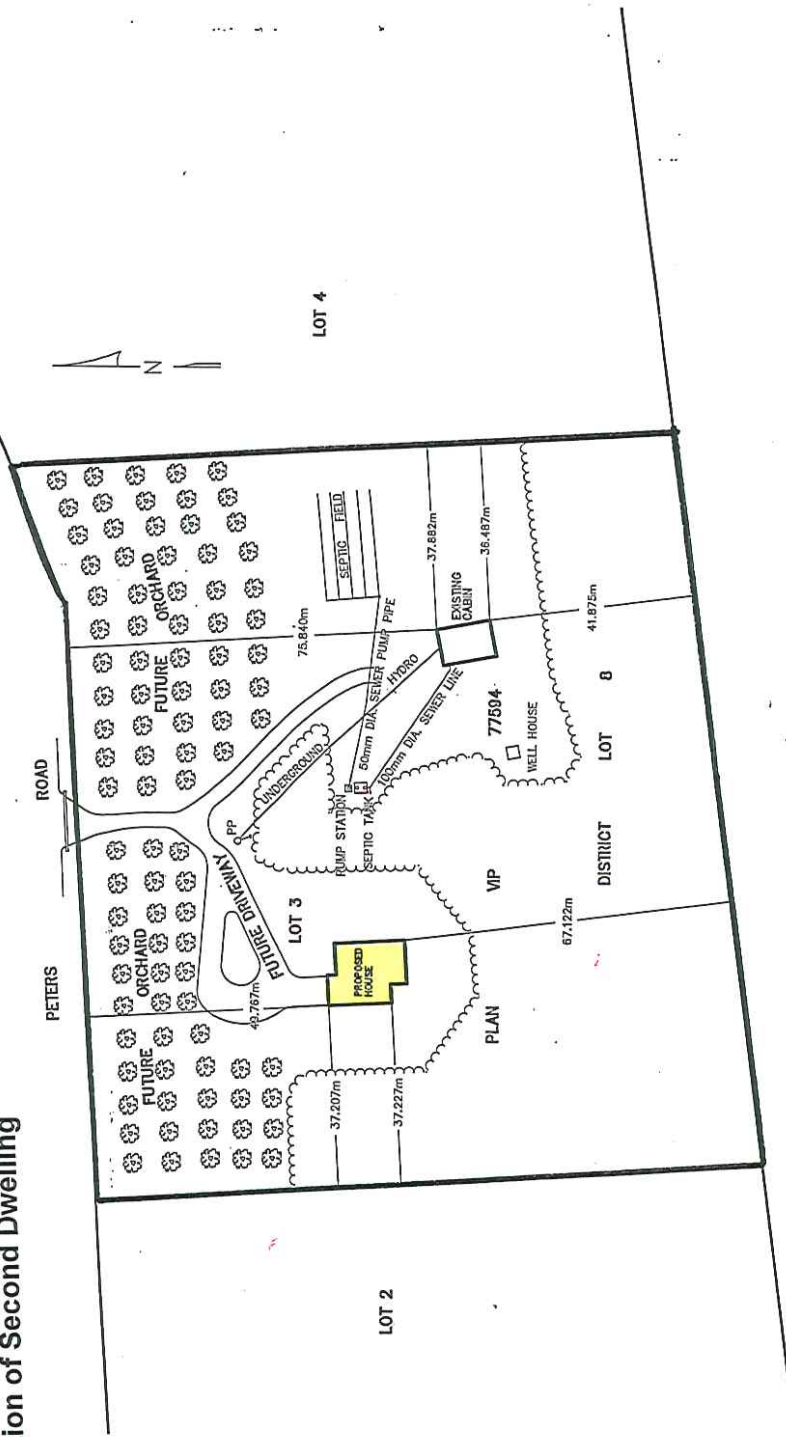 ion of Second Dwelling
PETERS
ROAD
FUTURE
ORCHARD
FUTURE
ORCHARD
N
LOT 4
LOT 2
LOT 3
FUTURE DRIVEWAY
PP
UNDERGROUND
HYDRO
49.767m
75.840m
SEPTIC FIELD
50mm DIA. SEWER PUMP PIPE
100mm DIA. SEWER LINE
PUMP STATION
SEPTIC TANK
PROPOSED
HOUSE
37.207m
37.227m
37.882m
36.487m
EXISTING
CABIN
PLAN
VIP
77594
WELL HOUSE
67.122m
41.875m
DISTRICT
LOT
8